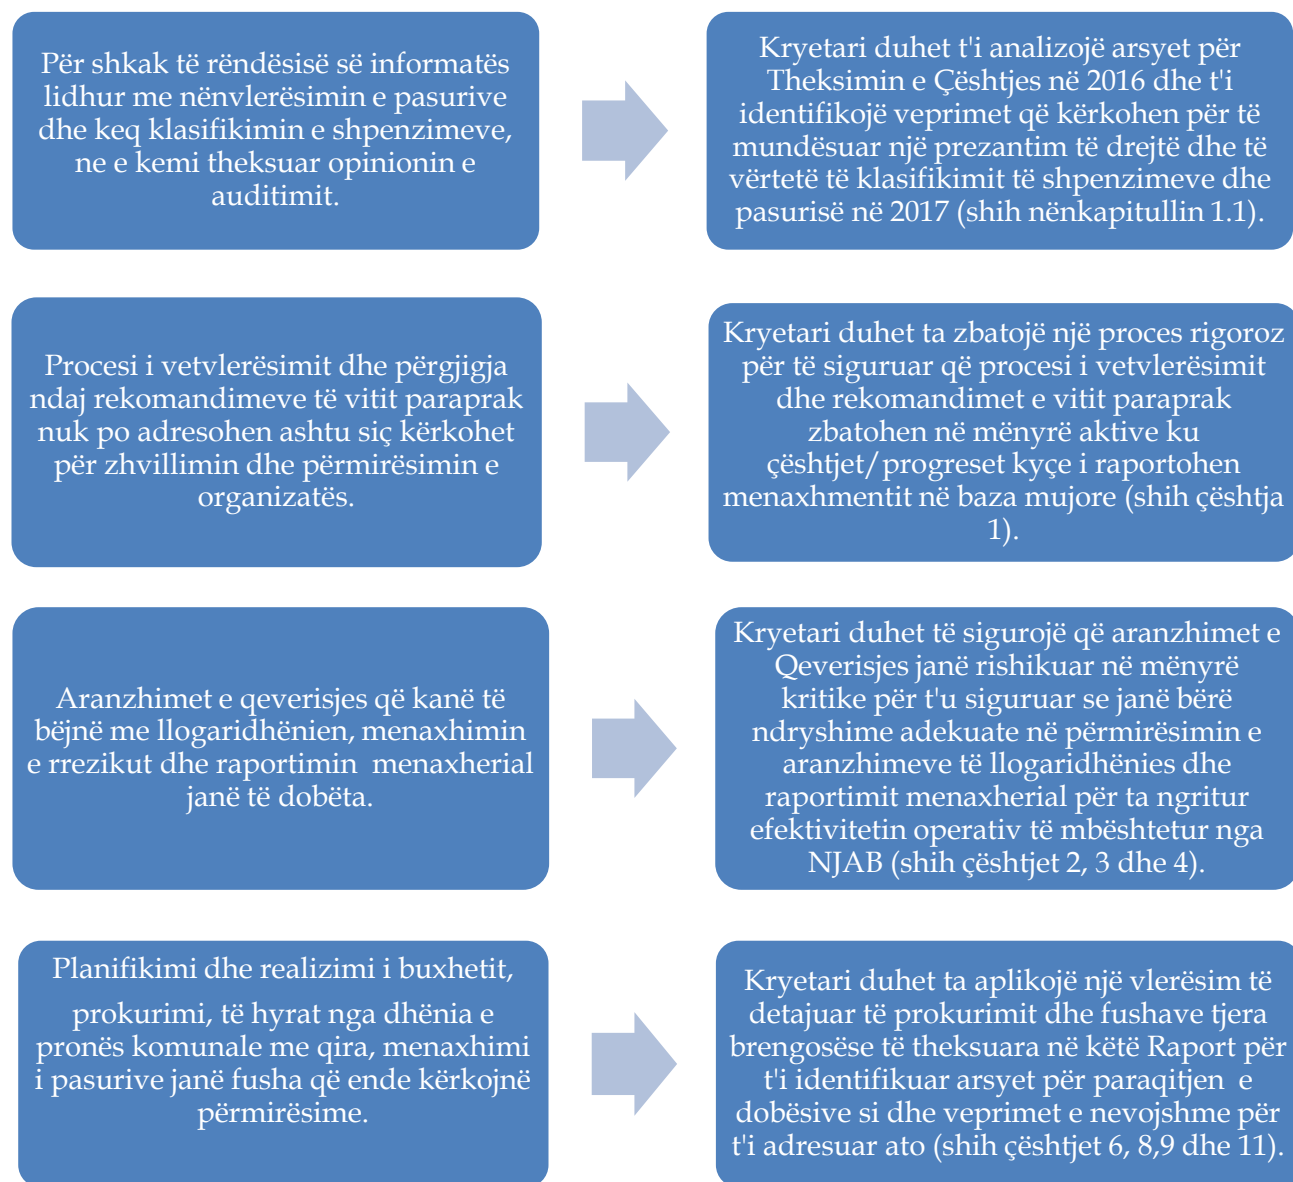 Për shkak të rëndësisë së informatës
lidhur me nënvlerësimin e pasurive
dhe keq klasifikimin e shpenzimeve,
ne e kemi theksuar opinionin e
auditimit.
Kryetari duhet t'i analizojë arsyet për
Theksimin e Çështjes në 2016 dhe t'i
identifikojë veprimet që kërkohen për të
mundësuar një prezantim të drejtë dhe të
vërtetë të klasifikimit të shpenzimeve dhe
pasurisë në 2017 (shih nënkapitullin 1.1).
Procesi i vetvlerësimit dhe përgjigja
ndaj rekomandimeve të vitit paraprak
nuk po adresohen ashtu siç kërkohet
për zhvillimin dhe përmirësimin e
organizatës.
Kryetari duhet ta zbatojë një proces rigoroz
për të siguruar që procesi i vetvlerësimit
dhe rekomandimet e vitit paraprak
zbatohen në mënyrë aktive ku
çështjet/progreset kyçe i raportohen
menaxhmentit në baza mujore (shih çështja
1).
Aranzhimet e qeverisjes që kanë të
bëjnë me llogaridhënien, menaxhimin
e rrezikut dhe raportimin menaxherial
janë të dobëta.
Kryetari duhet të sigurojë që aranzhimet e
Qeverisjes janë rishikuar në mënyrë
kritike për t'u siguruar se janë bërë
ndryshime adekuate në përmirësimin e
aranzhimeve të llogaridhënies dhe
raportimit menaxherial për ta ngritur
efektivitetin operativ të mbështetur nga
NJAB (shih çështjet 2, 3 dhe 4).
Planifikimi dhe realizimi i buxhetit,
prokurimi, të hyrat nga dhënia e
pronës komunale me qira, menaxhimi
i pasurive janë fusha që ende kërkojnë
përmirësime.
Kryetari duhet ta aplikojë një vlerësim të
detajuar të prokurimit dhe fushave tjera
brengosëse të theksuara në këtë Raport për
t'i identifikuar arsyet për paraqitjen e
dobësive si dhe veprimet e nevojshme për
t'i adresuar ato (shih çështjet 6, 8,9 dhe 11).